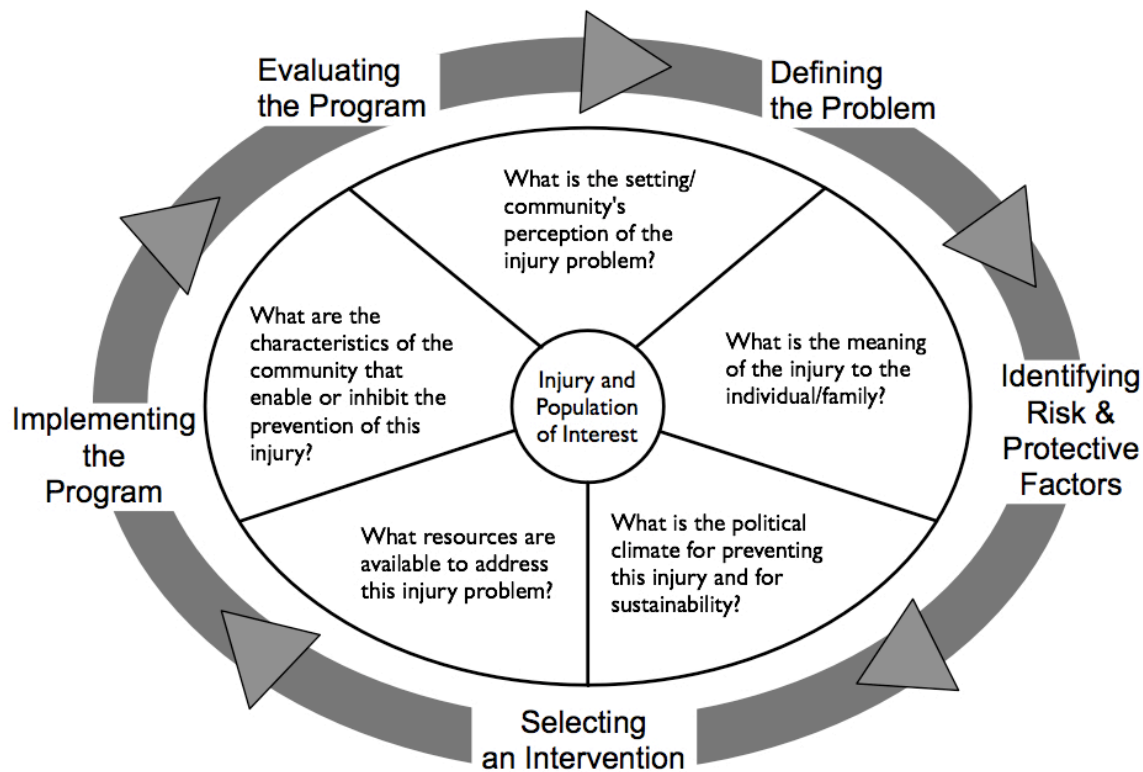 Evaluating
the Program
Defining
the Problem
What is the setting/
community's
perception of the
injury problem?
What are the
characteristics of the
community that
enable or inhibit the
prevention of this
injury?
Injury and
Population
of Interest
What is the meaning
of the injury to the
individual/family?
Identifying
Risk &
Protective
Factors
Implementing
the
Program
What resources are
available to address
this injury problem?
What is the political
climate for preventing
this injury and for
sustainability?
Selecting
an Intervention